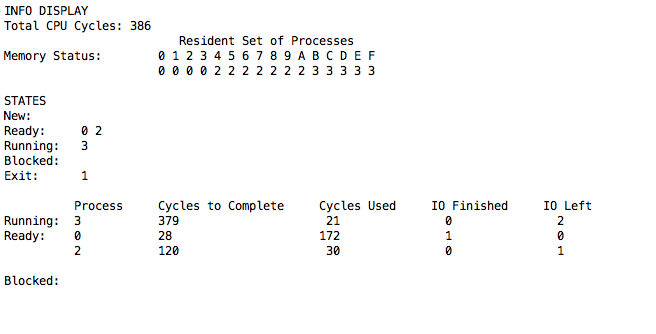 INFO DISPLAY
Total CPU Cycles: 386
Resident Set of Processes
Memory Status: 0 1 2 3 4 5 6 7 8 9 A B C D E F
0 0 0 0 2 2 2 2 2 2 2 3 3 3 3 3
STATES
New:
Ready: 0 2
Running: 3
Blocked:
Exit: 1
Process Cycles to Complete Cycles Used IO Finished IO Left
Running: 3 379 21 0 2
Ready: 0 28 172 1 0
2 120 30 0 1
Blocked: